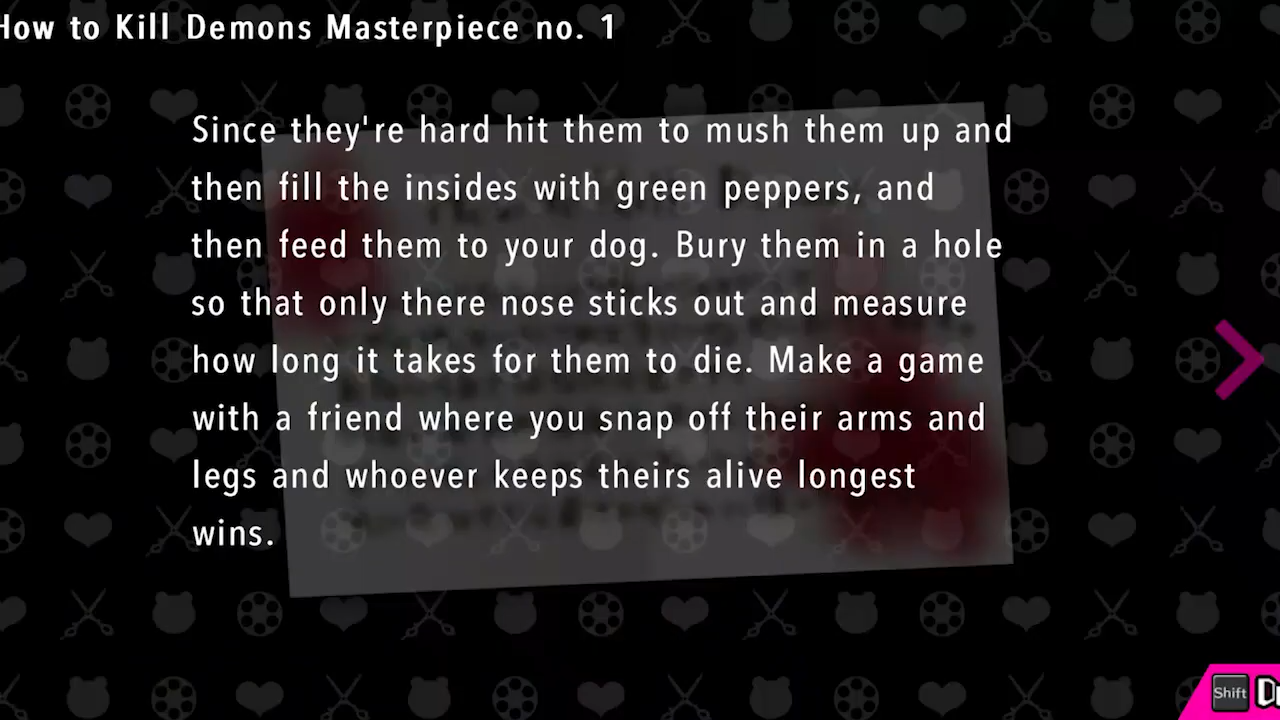 How to Kill Demons Masterpiece no. 1
Since they're hard hit them to mush them up and
then fill the insides with green peppers, and
then feed them to your dog. Bury them in a hole
so that only there nose sticks out and measure
how long it takes for them to die. Make a game
with a friend where you snap off their arms and
legs and whoever keeps theirs alive longest
wins.
Shift